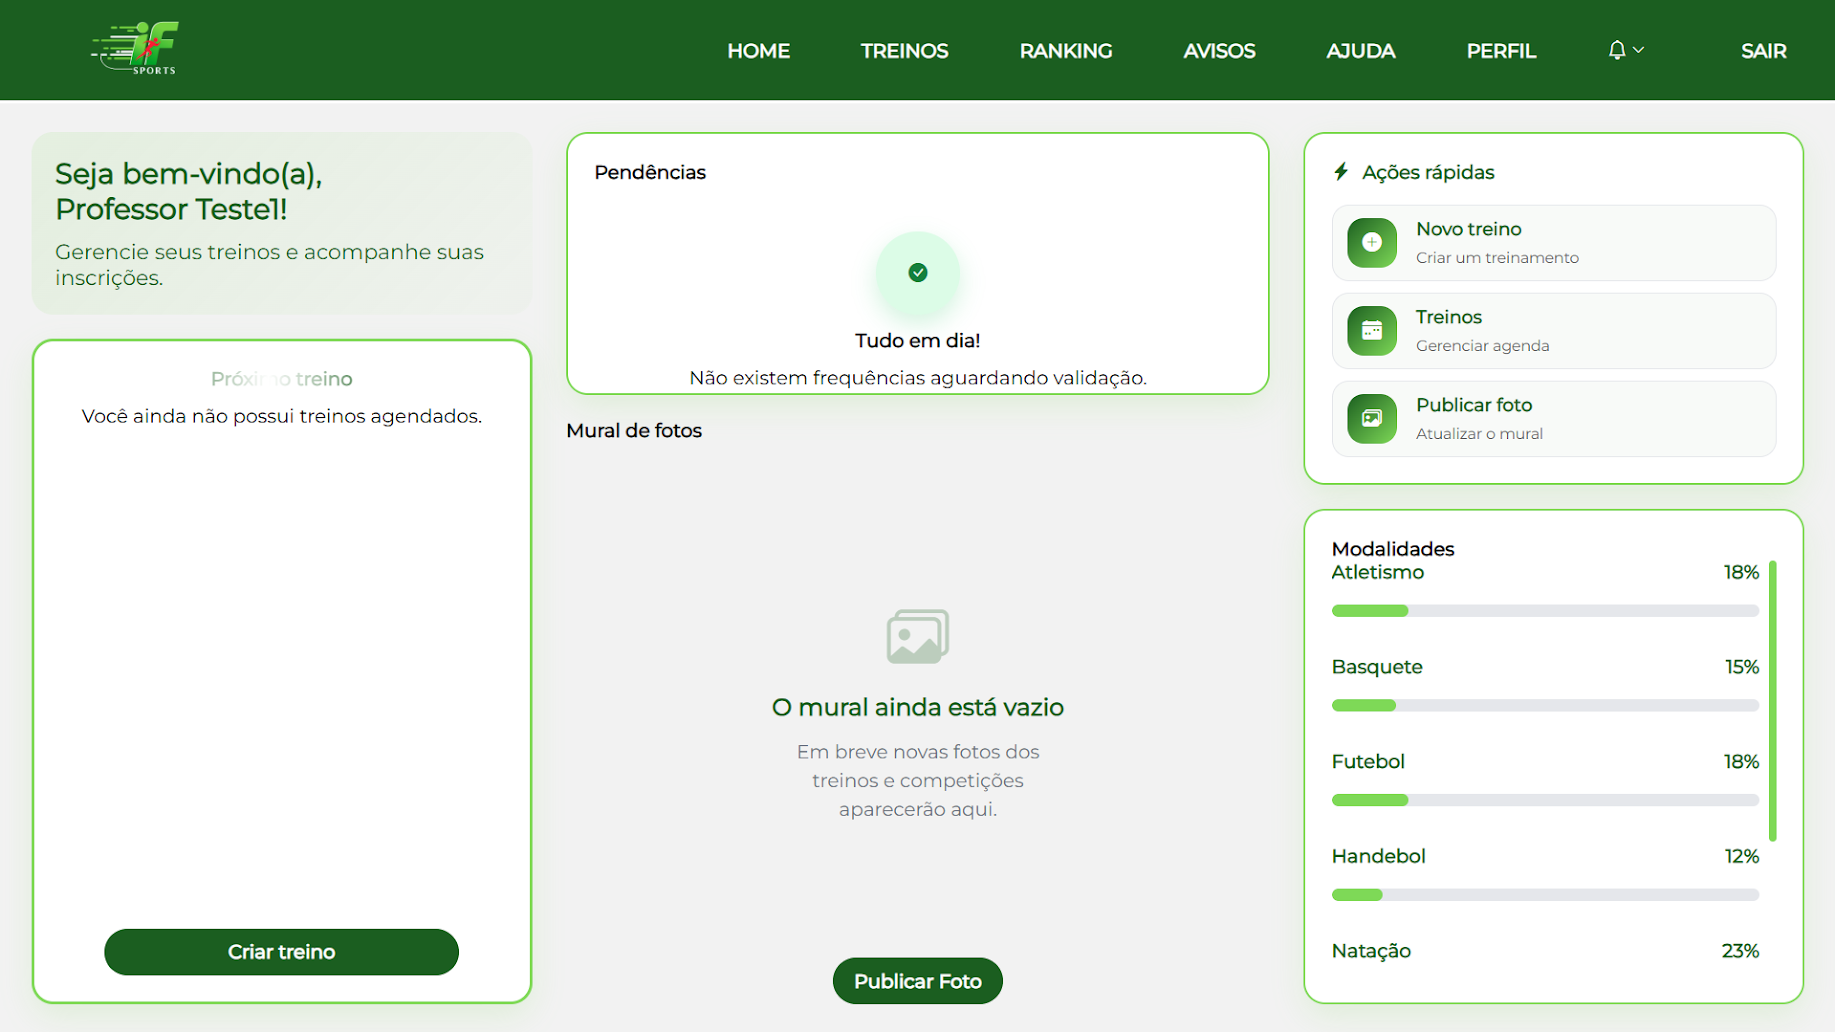 iF
SPORTS
HOME
TREINOS
RANKING
AVISOS
AJUDA
PERFIL
SAIR
Seja bem-vindo(a),
Professor Teste1!
Gerencie seus treinos e acompanhe suas
inscrições.
Próximo treino
Você ainda não possui treinos agendados.
Criar treino
Pendências
Tudo em dia!
Não existem frequências aguardando validação.
Mural de fotos
O mural ainda está vazio
Em breve novas fotos dos
treinos e competições
aparecerão aqui.
Publicar Foto
Ações rápidas
Novo treino
Criar um treinamento
Treinos
Gerenciar agenda
Publicar foto
Atualizar o mural
Modalidades
Atletismo 18%
Basquete 15%
Futebol 18%
Handebol 12%
Natação 23%